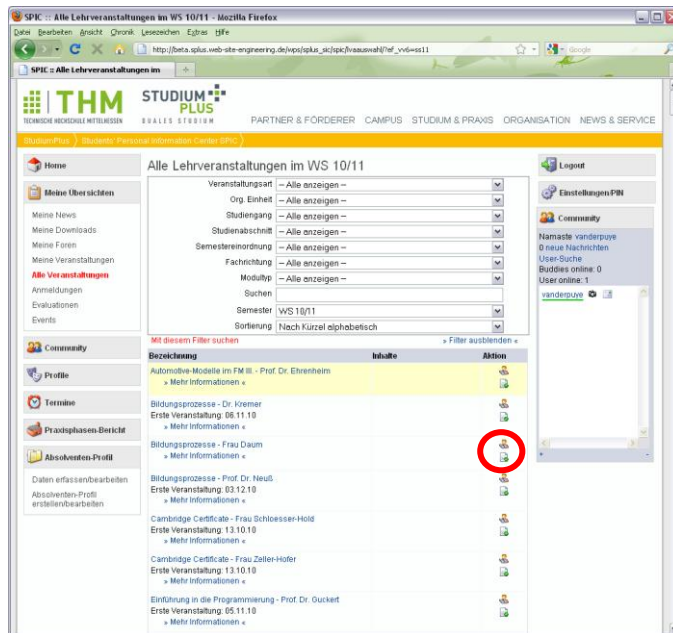 SPIC :: Alle Lehrveranstaltungen im WS 10/11 - Mozilla Firefox
Datei Bearbeiten Ansicht Chronik Lesezeichen Extras Hilfe
http://beta.splus.web-site-engineering.de/wps/splus_sic/spic/lvaauswahl/?ef_vv6=ss11
Google
SPIC :: Alle Lehrveranstaltungen im
THM
TECHNISCHE HOCHSCHULE MITTELHESSEN
STUDIUM
PLUS
DUALES STUDIUM
PARTNER & FÖRDERER CAMPUS STUDIUM & PRAXIS ORGANISATION NEWS & SERVICE
StudiumPlus Students' Personal Information Center SPIC
Home
Meine Übersichten
Meine News
Meine Downloads
Meine Foren
Meine Veranstaltungen
Alle Veranstaltungen
Anmeldungen
Evaluationen
Events
Community
Profile
Termine
Praxisphasen-Bericht
Absolventen-Profil
Daten erfassen/bearbeiten
Absolventen-Profil
erstellen/bearbeiten
Alle Lehrveranstaltungen im WS 10/11
Veranstaltungsart -- Alle anzeigen --
Org. Einheit -- Alle anzeigen --
Studiengang -- Alle anzeigen --
Studienabschnitt -- Alle anzeigen --
Semestereinordnung -- Alle anzeigen --
Fachrichtung -- Alle anzeigen --
Modultyp -- Alle anzeigen --
Suchen
Semester WS 10/11
Sortierung Nach Kürzel alphabetisch
Mit diesem Filter suchen » Filter ausblenden «
Bezeichnung Inhalte Aktion
Automotive-Modelle im FM III. - Prof. Dr. Ehrenheim
» Mehr Informationen «
Bildungsprozesse - Dr. Kremer
Erste Veranstaltung: 06.11.10
» Mehr Informationen «
Bildungsprozesse - Frau Daum
» Mehr Informationen «
Bildungsprozesse - Prof. Dr. Neuß
Erste Veranstaltung: 03.12.10
» Mehr Informationen «
Cambridge Certificate - Frau Schloesser-Hold
Erste Veranstaltung: 13.10.10
» Mehr Informationen «
Cambridge Certificate - Frau Zeller-Hofer
Erste Veranstaltung: 13.10.10
» Mehr Informationen «
Einführung in die Programmierung - Prof. Dr. Guckert
Erste Veranstaltung: 05.11.10
» Mehr Informationen «
Logout
Einstellungen PIN
Community
Namaste vanderpuye
0 neue Nachrichten
User-Suche
Buddies online: 0
User online: 1
vanderpuye